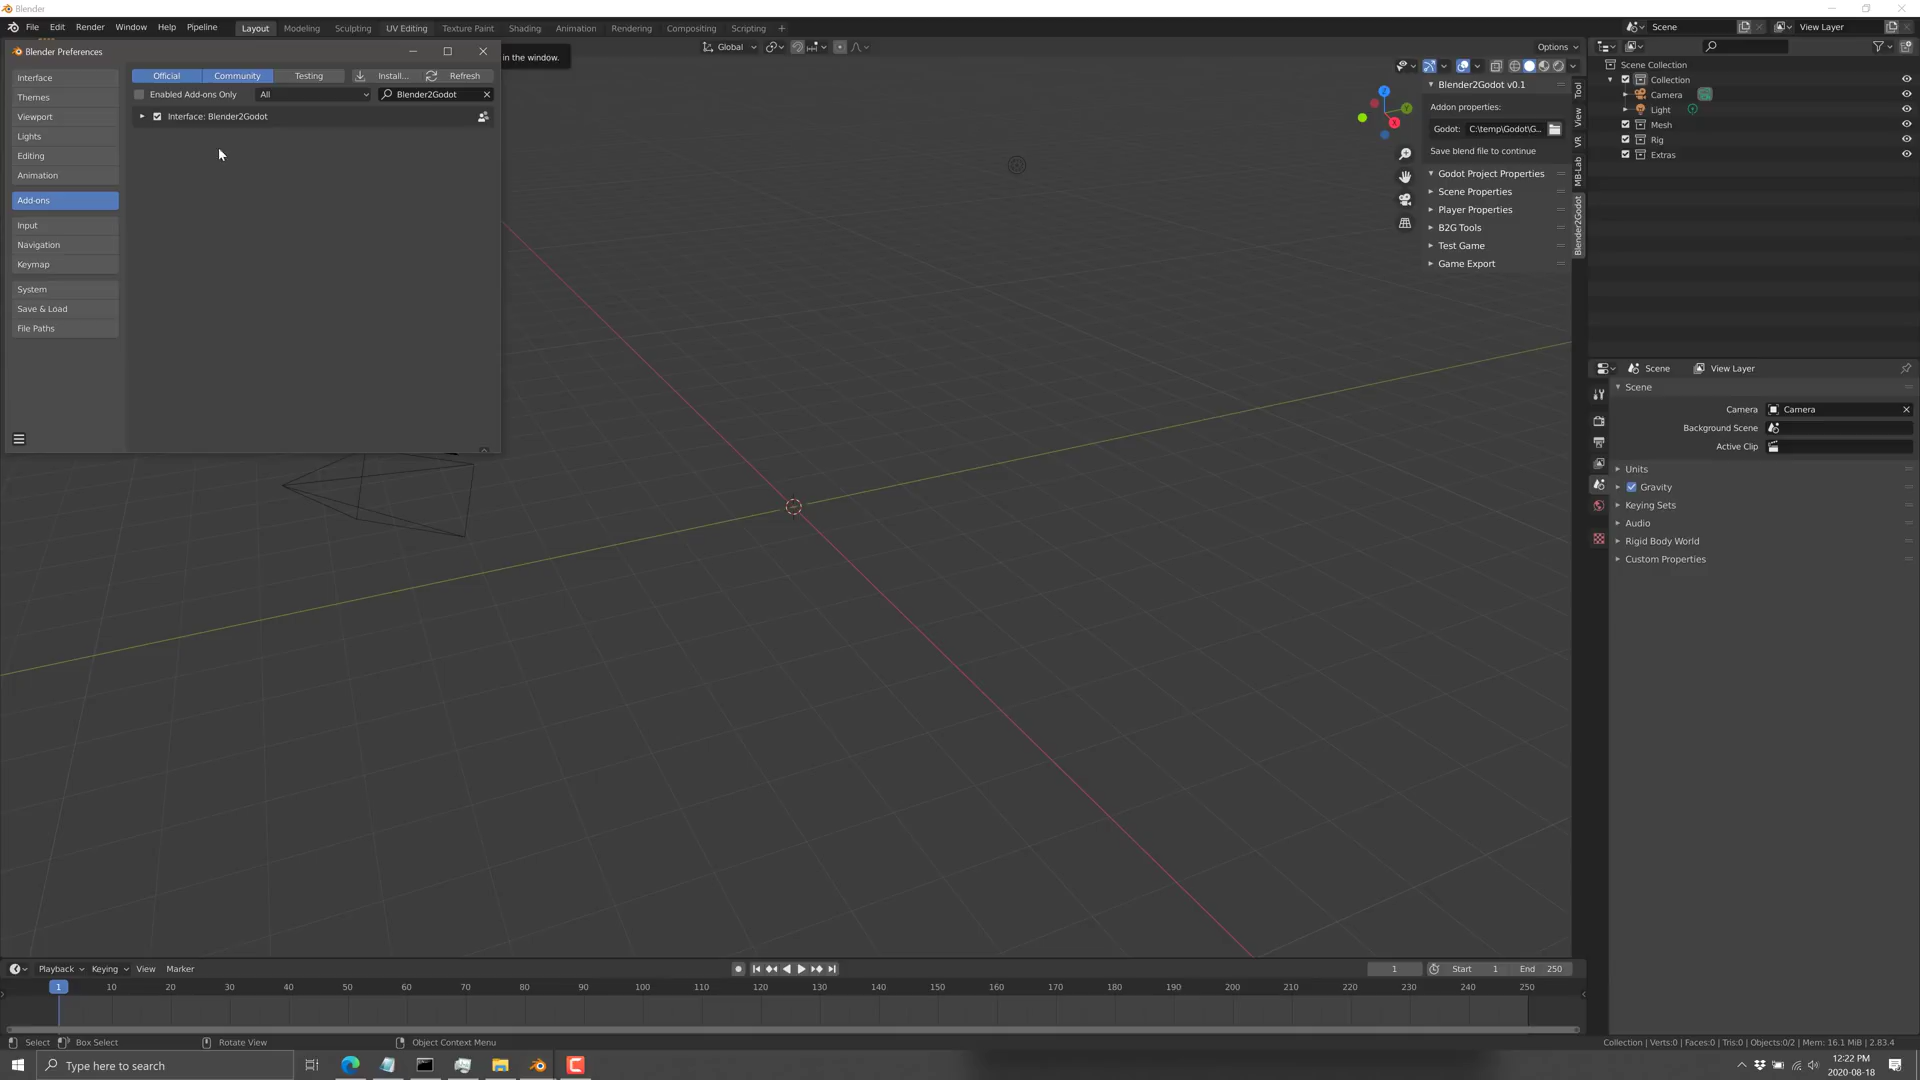 Blender
File Edit Render Window Help Pipeline Layout Modeling Sculpting UV Editing Texture Paint Shading Animation Rendering Compositing Scripting + Scene View Layer
Blender Preferences
in the window.
Global
Options
Interface
Themes
Viewport
Lights
Editing
Animation
Add-ons
Input
Navigation
Keymap
System
Save & Load
File Paths
Official Community Testing Install... Refresh
Enabled Add-ons Only All Blender2Godot
Interface: Blender2Godot
Blender2Godot v0.1
Addon properties:
Godot: C:\temp\Godot\G...
Save blend file to continue
Godot Project Properties
Scene Properties
Player Properties
B2G Tools
Test Game
Game Export
Tool
View
VR
MB-Lab
Blender2Godot
Z
Y
X
Scene Collection
Collection
Camera
Light
Mesh
Rig
Extras
Scene View Layer
Scene
Camera Camera
Background Scene
Active Clip
Units
Gravity
Keying Sets
Audio
Rigid Body World
Custom Properties
Playback Keying View Marker 1 Start 1 End 250
1 10 20 30 40 50 60 70 80 90 100 110 120 130 140 150 160 170 180 190 200 210 220 230 240 250
Select Box Select Rotate View Object Context Menu Collection | Verts:0 | Faces:0 | Tris:0 | Objects:0/2 | Mem: 16.1 MiB | 2.83.4
Type here to search
12:22 PM
2020-08-18